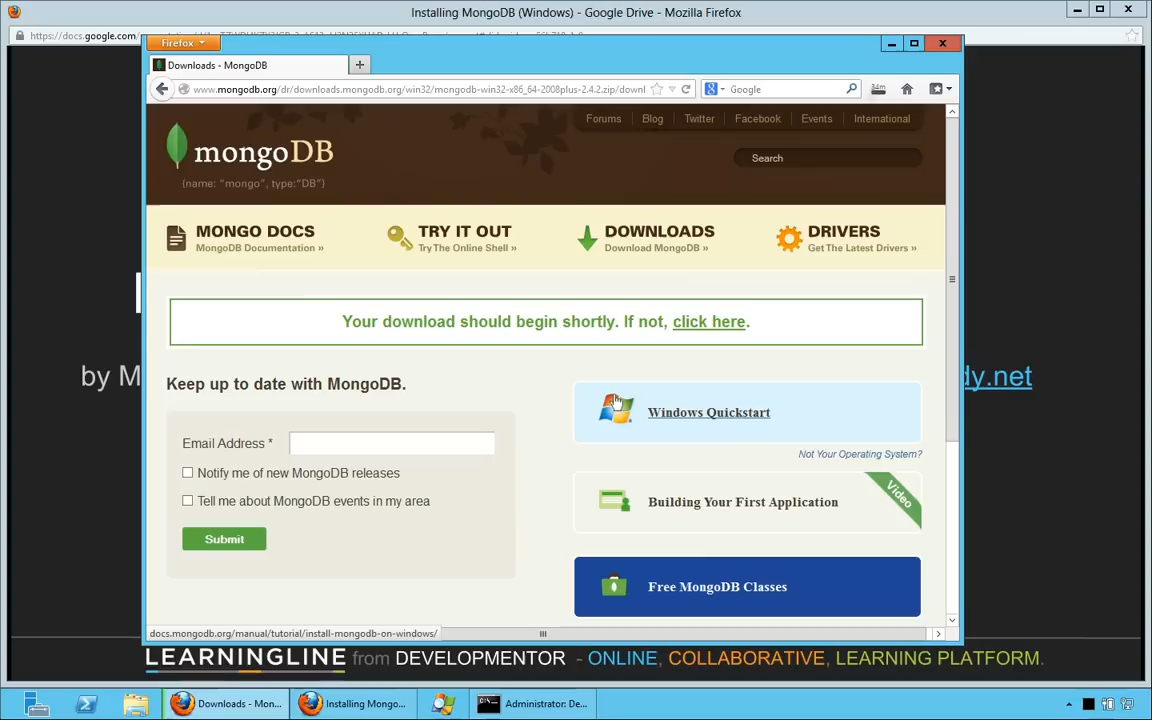 Installing MongoDB (Windows) - Google Drive - Mozilla Firefox
https://docs.google.com/
Firefox
Downloads - MongoDB
www.mongodb.org/dr/downloads.mongodb.org/win32/mongodb-win32-x86_64-2008plus-2.4.2.zip/downl
Google
34m
Forums
Blog
Twitter
Facebook
Events
International
mongoDB
{name: "mongo", type:"DB"}
Search
MONGO DOCS
MongoDB Documentation »
TRY IT OUT
Try The Online Shell »
DOWNLOADS
Download MongoDB »
DRIVERS
Get The Latest Drivers »
Your download should begin shortly. If not, click here.
by M
dy.net
Keep up to date with MongoDB.
Email Address *
Notify me of new MongoDB releases
Tell me about MongoDB events in my area
Submit
Windows Quickstart
Not Your Operating System?
Building Your First Application
Video
Free MongoDB Classes
docs.mongodb.org/manual/tutorial/install-mongodb-on-windows/
LEARNINGLINE from DEVELOPMENTOR - ONLINE, COLLABORATIVE, LEARNING PLATFORM.
Downloads - Mon...
Installing Mongo...
Administrator: De...